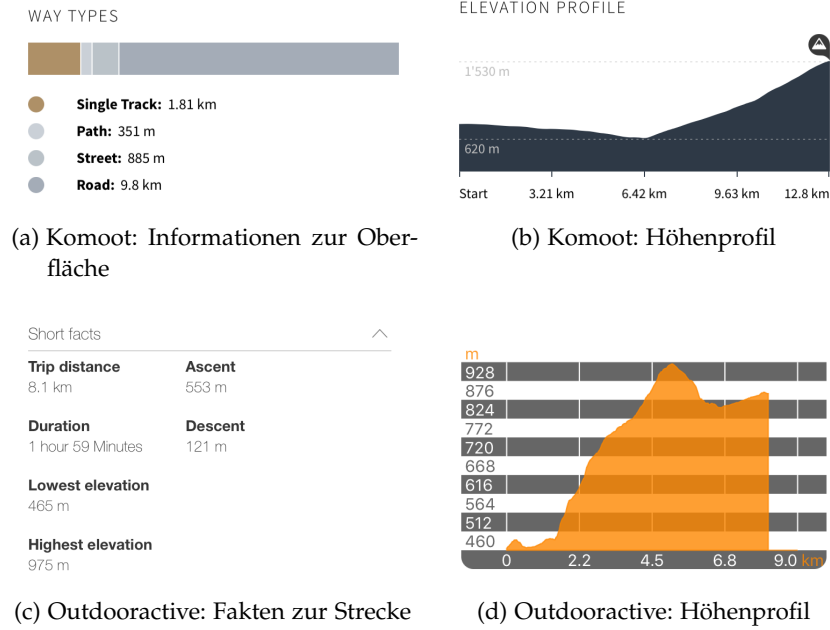 WAY TYPES
Single Track: 1.81 km
Path: 351 m
Street: 885 m
Road: 9.8 km
(a) Komoot: Informationen zur Ober-
fläche
ELEVATION PROFILE
1'530 m
620 m
Start 3.21 km 6.42 km 9.63 km 12.8 km
(b) Komoot: Höhenprofil
Short facts
Trip distance Ascent
8.1 km 553 m
Duration Descent
1 hour 59 Minutes 121 m
Lowest elevation
465 m
Highest elevation
975 m
(c) Outdooractive: Fakten zur Strecke
m
928
876
824
772
720
668
616
564
512
460
0 2.2 4.5 6.8 9.0 km
(d) Outdooractive: Höhenprofil